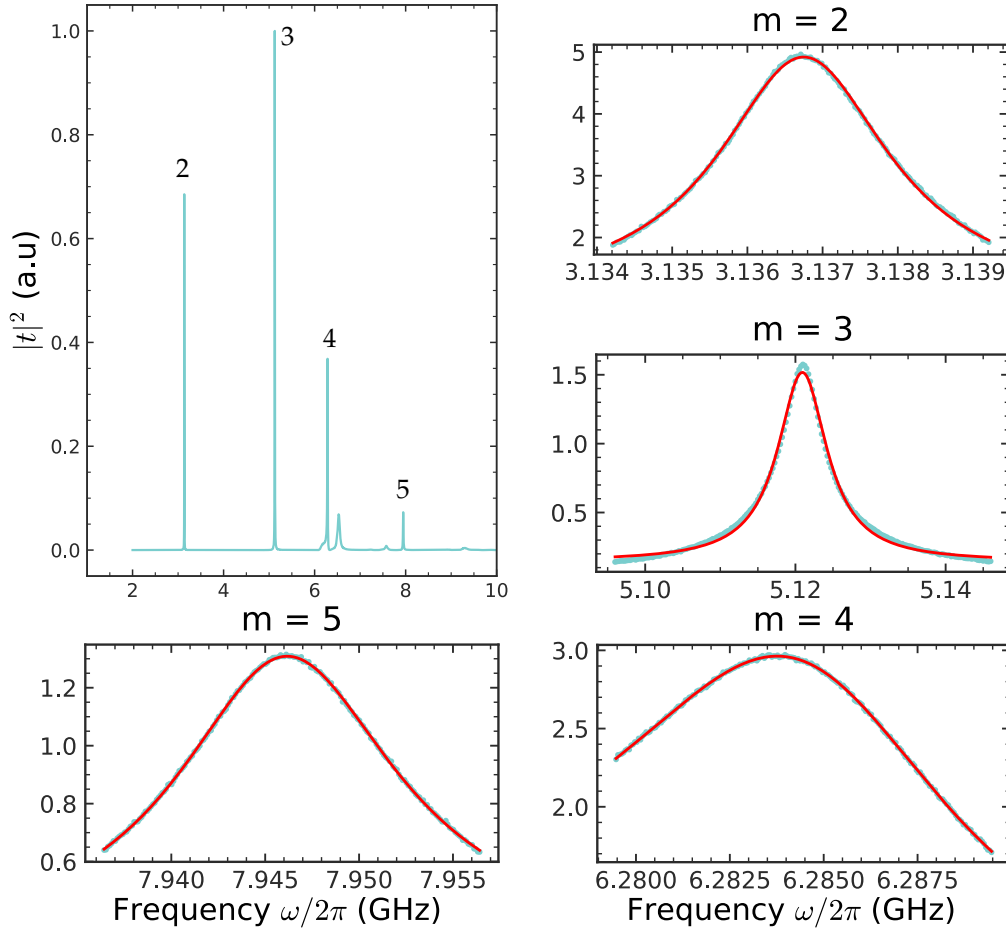 |t|² (a.u)
1.0
0.8
0.6
0.4
0.2
0.0
2
3
4
5
2 4 6 8 10
m = 2
5
4
3
2
3.134 3.135 3.136 3.137 3.138 3.139
m = 3
1.5
1.0
0.5
5.10 5.12 5.14
m = 5
1.2
1.0
0.8
0.6
7.940 7.945 7.950 7.955
Frequency ω/2π (GHz)
m = 4
3.0
2.5
2.0
6.2800 6.2825 6.2850 6.2875
Frequency ω/2π (GHz)